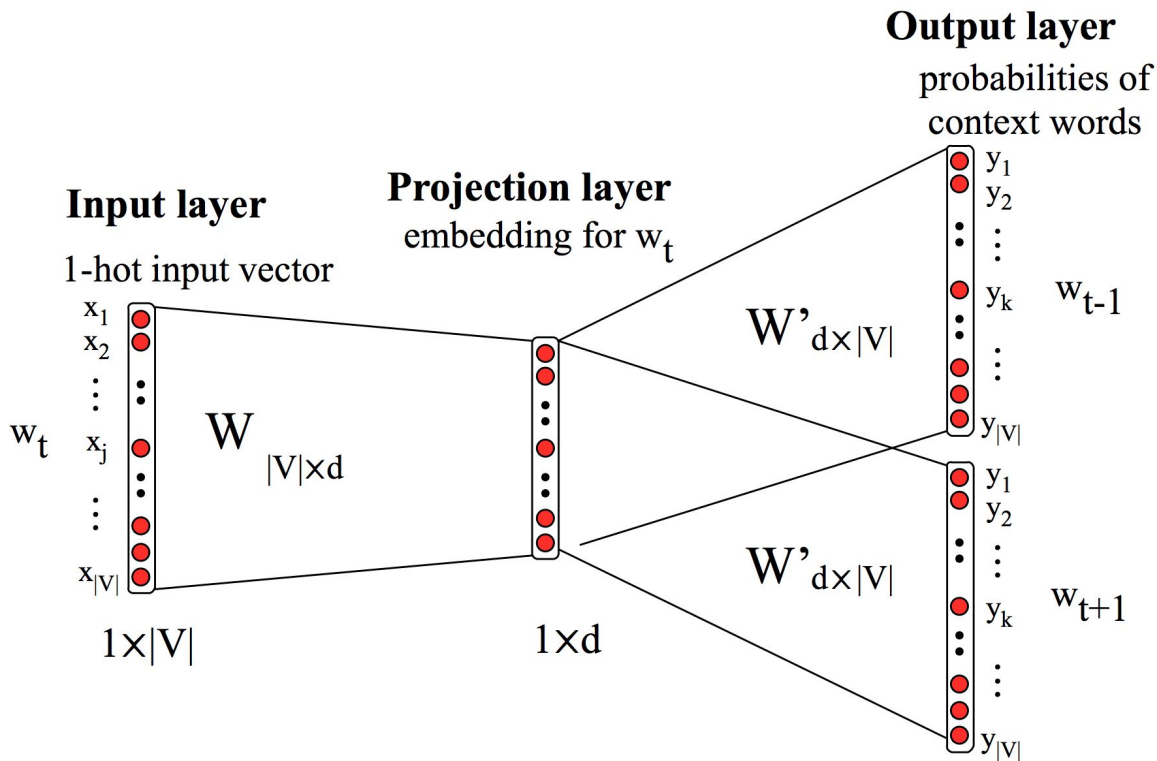 Output layer
probabilities of
context words
Projection layer
embedding for wₜ
Input layer
1-hot input vector
x₁
x₂
⋮
xⱼ
⋮
x|V|
wₜ
W |V|×d
1×|V|
1×d
W’d×|V|
y₁
y₂
⋮
yₖ
⋮
y|V|
wt-1
W’d×|V|
y₁
y₂
⋮
yₖ
⋮
y|V|
wt+1